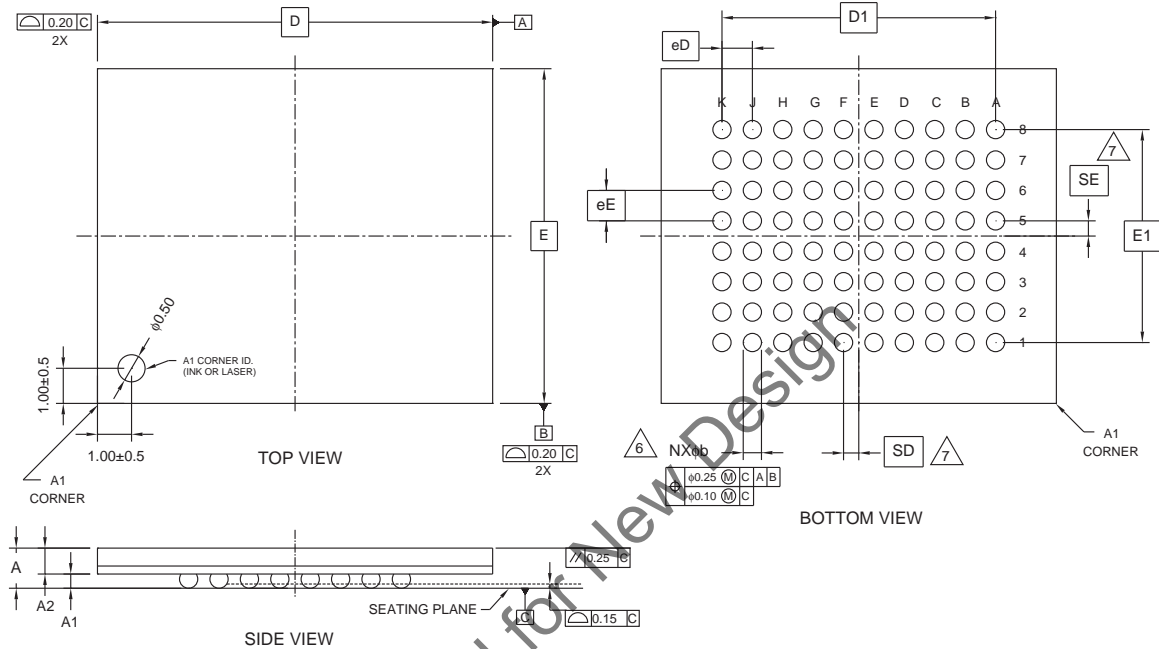 0.20 C
2X
D
A
E
φ0.50
A1 CORNER ID.
(INK OR LASER)
1.00±0.5
1.00±0.5
A1
CORNER
TOP VIEW
B
0.20 C
2X
D1
eD
K J H G F E D C B A
8
7
6
5
4
3
2
1
7
SE
eE
E1
6 NXφb
φ0.25 M C A B
φ0.10 M C
SD 7
A1
CORNER
BOTTOM VIEW
A
A2
A1
SEATING PLANE
// 0.25 C
C
0.15 C
SIDE VIEW
for New Design